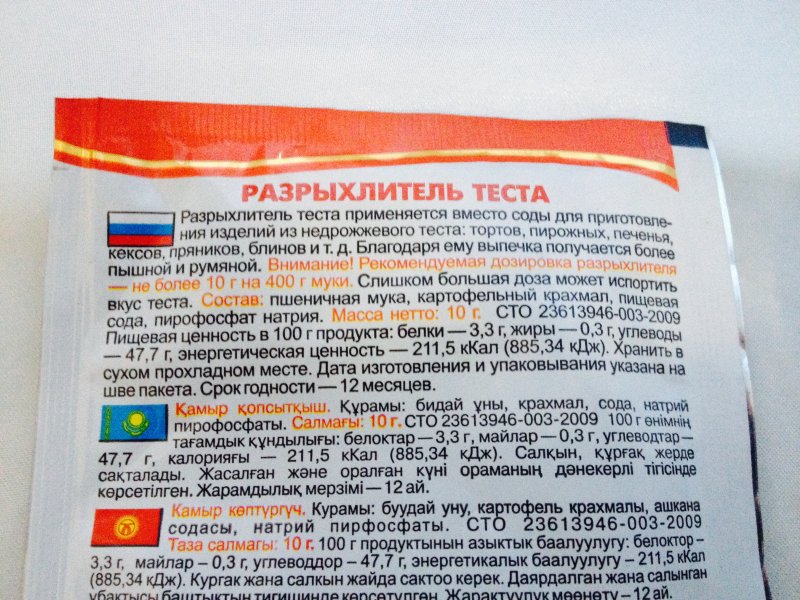 РАЗРЫХЛИТЕЛЬ ТЕСТА
Разрыхлитель теста применяется вместо соды для приготовле-
ния изделий из недрожжевого теста: тортов, пирожных, печенья,
кексов, пряников, блинов и т. д. Благодаря ему выпечка получается более
пышной и румяной. Внимание! Рекомендуемая дозировка разрыхлителя
— не более 10 г на 400 г муки. Слишком большая доза может испортить
вкус теста. Состав: пшеничная мука, картофельный крахмал, пищевая
сода, пирофосфат натрия. Масса нетто: 10 г. СТО 23613946-003-2009
Пищевая ценность в 100 г продукта: белки — 3,3 г, жиры — 0,3 г, углеводы
— 47,7 г, энергетическая ценность — 211,5 кКал (885,34 кДж). Хранить в
сухом прохладном месте. Дата изготовления и упаковывания указана на
шве пакета. Срок годности — 12 месяцев.
Қамыр қопсытқыш. Құрамы: бидай ұны, крахмал, сода, натрий
пирофосфаты. Салмағы: 10 г. СТО 23613946-003-2009 100 г өнімнің
тағамдық құндылығы: белоктар — 3,3 г, майлар — 0,3 г, углеводтар —
47,7 г, калорияғы — 211,5 кКал (885,34 кДж). Салқын, құрғақ жерде
сақталады. Жасалған және оралған күні ораманың дәнекерлі тігісінде
көрсетілген. Жарамдылық мерзімі — 12 ай.
Камыр көптүргүч. Курамы: буудай уну, картофель крахмалы, ашкана
содасы, натрий пирфосфаты. СТО 23613946-003-2009
Таза салмагы: 10 г. 100 г продуктынын азыктык баалуулугу: белоктор –
3,3 г, майлар – 0,3 г, углеводдор – 47,7 г, энергетикалык баалуулугу – 211,5 кКал
(885,34 кДж). Кургак жана салкын жайда сактоо керек. Даярдалган жана салынган
убактысы баштыктын тигишинде көрсөтүлгөн. Жарактуулук мөөнөтү – 12 ай.